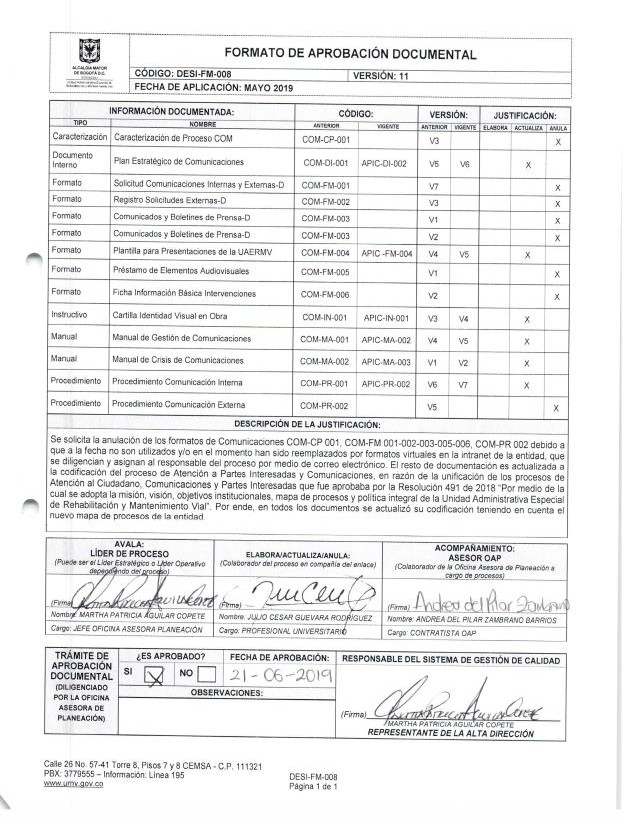 FORMATO DE APROBACIÓN DOCUMENTAL
ALCALDÍA MAYOR
DE BOGOTÁ D.C.
CÓDIGO: DESI-FM-008 VERSIÓN: 11
FECHA DE APLICACIÓN: MAYO 2019
INFORMACIÓN DOCUMENTADA: CÓDIGO: VERSIÓN: JUSTIFICACIÓN:
TIPO NOMBRE ANTERIOR VIGENTE ANTERIOR VIGENTE ELABORA ACTUALIZA ANULA
Caracterización Caracterización de Proceso COM COM-CP-001 V3 X
Documento Interno Plan Estratégico de Comunicaciones COM-DI-001 APIC-DI-002 V5 V6 X
Formato Solicitud Comunicaciones Internas y Externas-D COM-FM-001 V7 X
Formato Registro Solicitudes Externas-D COM-FM-002 V3 X
Formato Comunicados y Boletines de Prensa-D COM-FM-003 V1 X
Formato Comunicados y Boletines de Prensa-D COM-FM-003 V2 X
Formato Plantilla para Presentaciones de la UAERMV COM-FM-004 APIC -FM-004 V4 V5 X
Formato Préstamo de Elementos Audiovisuales COM-FM-005 V1 X
Formato Ficha Información Básica Intervenciones COM-FM-006 V2 X
Instructivo Cartilla Identidad Visual en Obra COM-IN-001 APIC-IN-001 V3 V4 X
Manual Manual de Gestión de Comunicaciones COM-MA-001 APIC-MA-002 V4 V5 X
Manual Manual de Crisis de Comunicaciones COM-MA-002 APIC-MA-003 V1 V2 X
Procedimiento Procedimiento Comunicación Interna COM-PR-001 APIC-PR-002 V6 V7 X
Procedimiento Procedimiento Comunicación Externa COM-PR-002 V5 X
DESCRIPCIÓN DE LA JUSTIFICACIÓN:
Se solicita la anulación de los formatos de Comunicaciones COM-CP 001, COM-FM 001-002-003-005-006, COM-PR 002 debido a
que a la fecha no son utilizados y/o en el momento han sido reemplazados por formatos virtuales en la intranet de la entidad, que
se diligencian y asignan al responsable del proceso por medio de correo electrónico. El resto de documentación es actualizada a
la codificación del proceso de Atención a Partes Interesadas y Comunicaciones, en razón de la unificación de los procesos de
Atención al Ciudadano, Comunicaciones y Partes Interesadas que fue aprobada por la Resolución 491 de 2018 "Por medio de la
cual se adopta la misión, visión, objetivos institucionales, mapa de procesos y política integral de la Unidad Administrativa Especial
de Rehabilitación y Mantenimiento Vial". Por ende, en todos los documentos se actualizó su codificación teniendo en cuenta el
nuevo mapa de procesos de la entidad.
AVALA:
LÍDER DE PROCESO
(Puede ser el Líder Estratégico o Líder Operativo
dependiendo del proceso)
(Firma)
Nombre: MARTHA PATRICIA AGUILAR COPETE
Cargo: JEFE OFICINA ASESORA PLANEACIÓN
ELABORA/ACTUALIZA/ANULA:
(Colaborador del proceso en compañía del enlace)
(Firma)
Nombre: JULIO CESAR GUEVARA RODRÍGUEZ
Cargo: PROFESIONAL UNIVERSITARIO
ACOMPAÑAMIENTO:
ASESOR OAP
(Colaborador de la Oficina Asesora de Planeación a
cargo de procesos)
(Firma) Andrea del Pilar Zambrano
Nombre: ANDREA DEL PILAR ZAMBRANO BARRIOS
Cargo: CONTRATISTA OAP
TRÁMITE DE
APROBACIÓN
DOCUMENTAL
(DILIGENCIADO
POR LA OFICINA
ASESORA DE
PLANEACIÓN)
¿ES APROBADO?
SI X NO
FECHA DE APROBACIÓN:
21-06-2019
OBSERVACIONES:
RESPONSABLE DEL SISTEMA DE GESTIÓN DE CALIDAD
(Firma)
MARTHA PATRICIA AGUILAR COPETE
REPRESENTANTE DE LA ALTA DIRECCIÓN
Calle 26 No. 57-41 Torre 8, Pisos 7 y 8 CEMSA - C.P. 111321
PBX: 3779555 – Información: Línea 195
www.umv.gov.co
DESI-FM-008
Página 1 de 1